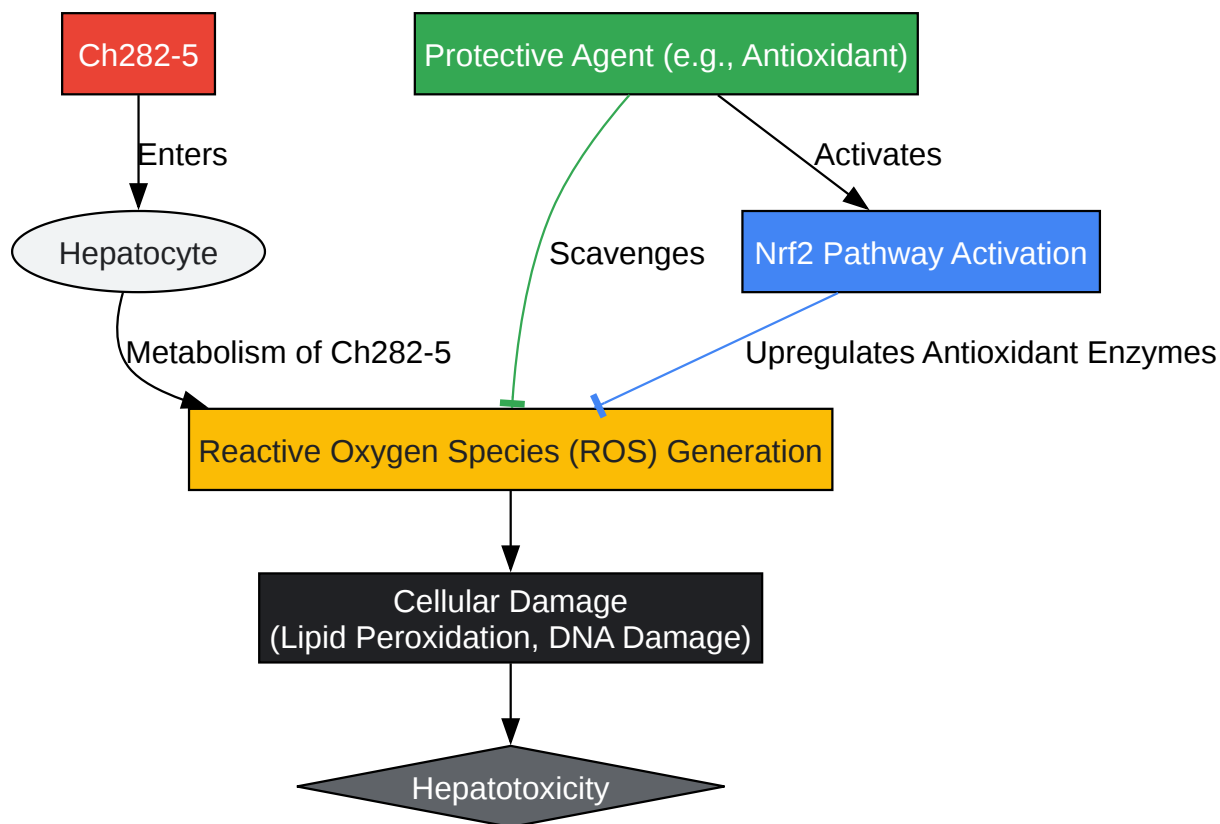 Ch282-5
Protective Agent (e.g., Antioxidant)
Enters
Activates
Hepatocyte
Scavenges
Nrf2 Pathway Activation
Metabolism of Ch282-5
Upregulates Antioxidant Enzymes
Reactive Oxygen Species (ROS) Generation
Cellular Damage
(Lipid Peroxidation, DNA Damage)
Hepatotoxicity